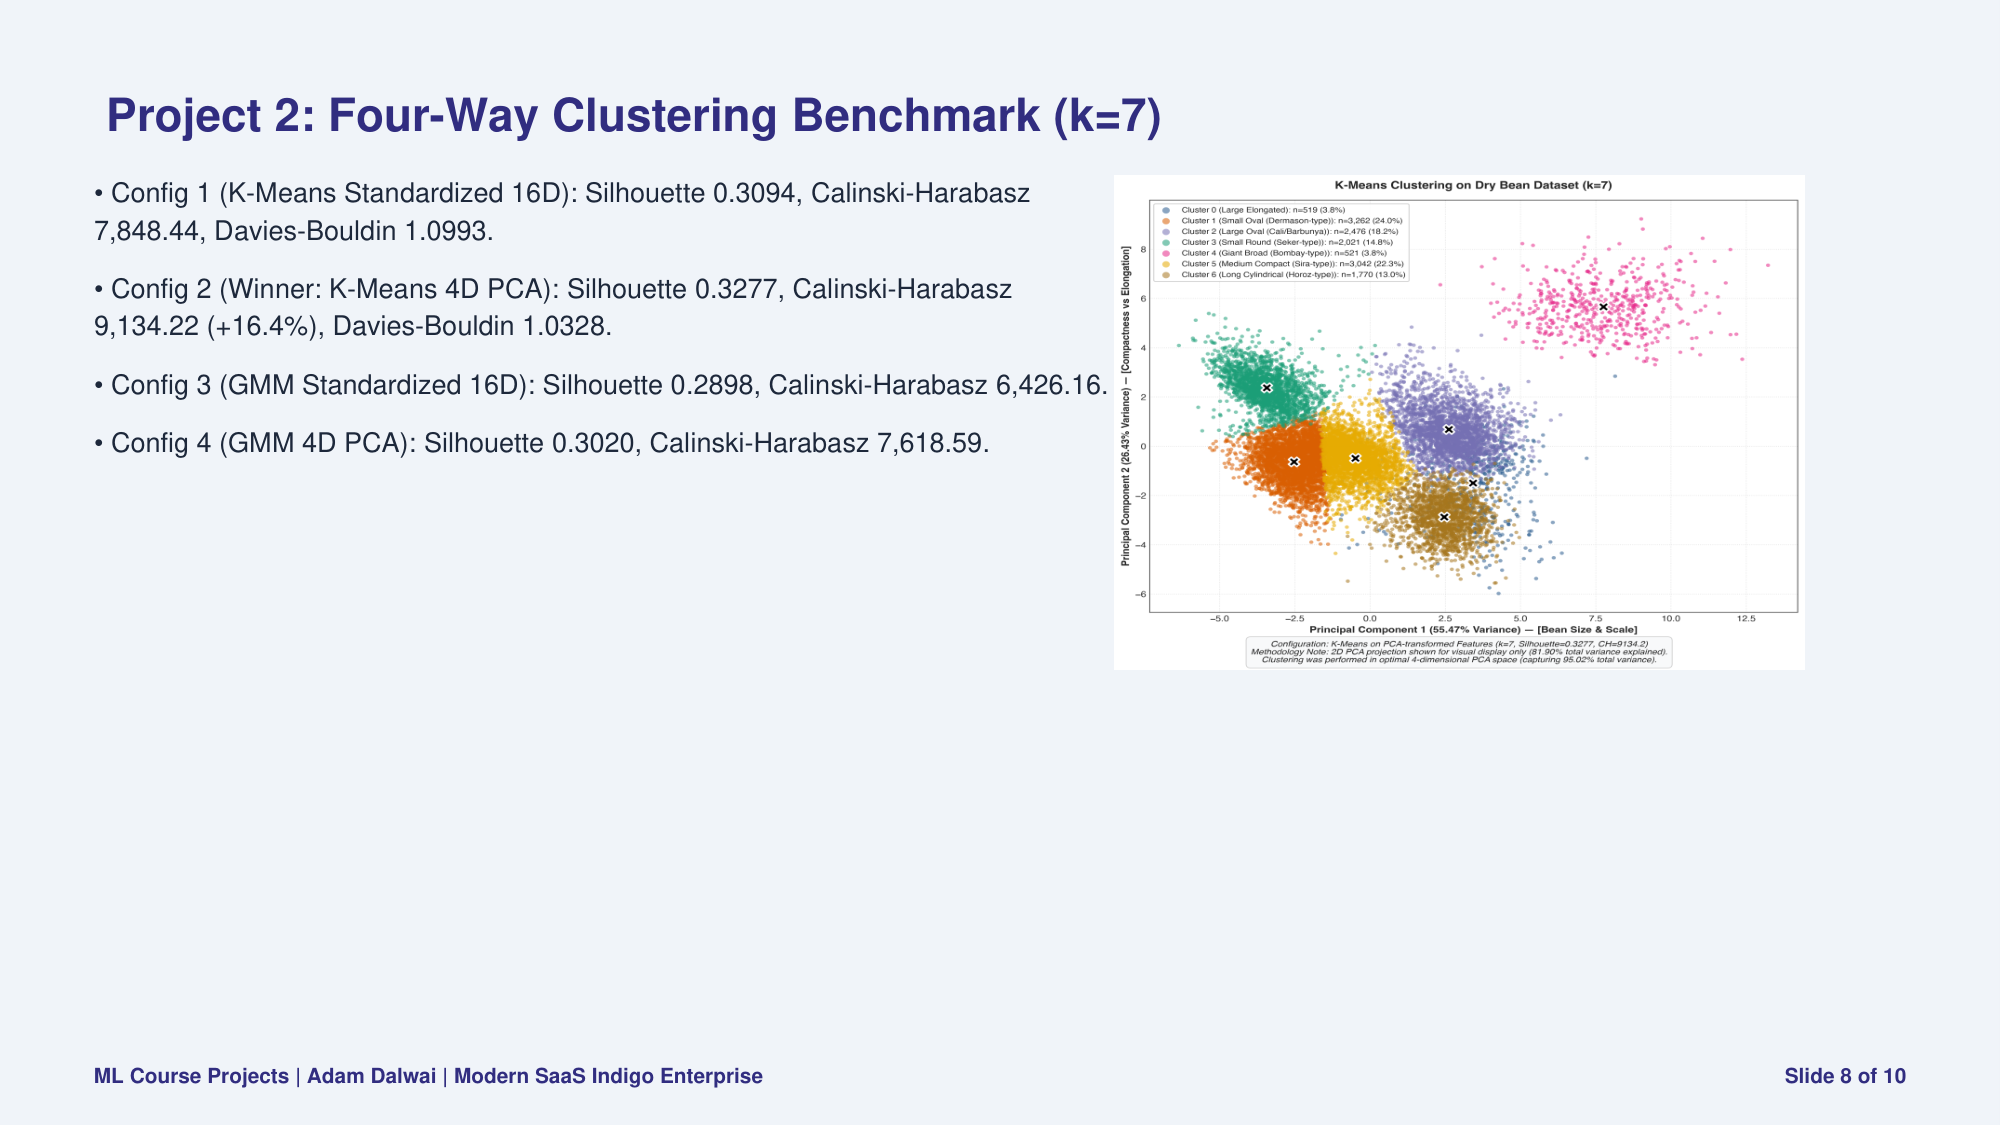 Project 2: Four-Way Clustering Benchmark (k=7)
• Config 1 (K-Means Standardized 16D): Silhouette 0.3094, Calinski-Harabasz
7,848.44, Davies-Bouldin 1.0993.
• Config 2 (Winner: K-Means 4D PCA): Silhouette 0.3277, Calinski-Harabasz
9,134.22 (+16.4%), Davies-Bouldin 1.0328.
• Config 3 (GMM Standardized 16D): Silhouette 0.2898, Calinski-Harabasz 6,426.16.
• Config 4 (GMM 4D PCA): Silhouette 0.3020, Calinski-Harabasz 7,618.59.
K-Means Clustering on Dry Bean Dataset (k=7)
Cluster 0 (Large Elongated): n=519 (3.8%)
Cluster 1 (Small Oval (Dermason-type)): n=3,262 (24.0%)
Cluster 2 (Large Oval (Cali/Barbunya)): n=2,476 (18.2%)
Cluster 3 (Small Round (Seker-type)): n=2,021 (14.8%)
Cluster 4 (Giant Broad (Bombay-type)): n=521 (3.8%)
Cluster 5 (Medium Compact (Sira-type)): n=3,042 (22.3%)
Cluster 6 (Long Cylindrical (Horoz-type)): n=1,770 (13.0%)
Principal Component 2 (26.43% Variance) — [Compactness vs Elongation]
8
6
4
2
0
−2
−4
−6
−5.0 −2.5 0.0 2.5 5.0 7.5 10.0 12.5
Principal Component 1 (55.47% Variance) — [Bean Size & Scale]
Configuration: K-Means on PCA-transformed Features (k=7, Silhouette=0.3277, CH=9134.2)
Methodology Note: 2D PCA projection shown for visual display only (81.90% total variance explained).
Clustering was performed in optimal 4-dimensional PCA space (capturing 95.02% total variance).
ML Course Projects | Adam Dalwai | Modern SaaS Indigo Enterprise
Slide 8 of 10